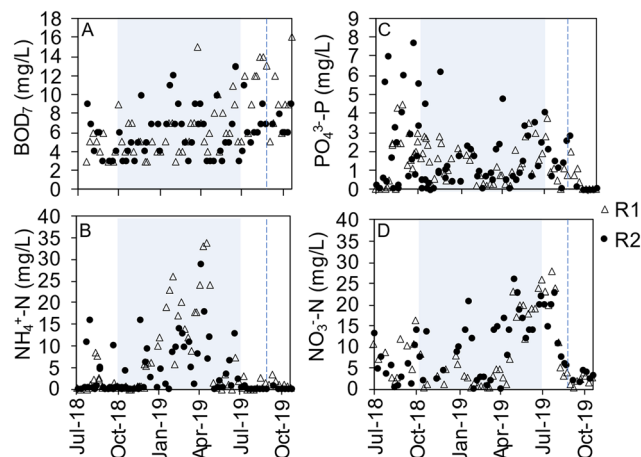 A
BOD7 (mg/L)
18
16
14
12
10
8
6
4
2
0
C
PO4^3--P (mg/L)
9
8
7
6
5
4
3
2
1
0
B
NH4^+-N (mg/L)
40
35
30
25
20
15
10
5
0
Jul-18
Oct-18
Jan-19
Apr-19
Jul-19
Oct-19
D
NO3^--N (mg/L)
40
35
30
25
20
15
10
5
0
Jul-18
Oct-18
Jan-19
Apr-19
Jul-19
Oct-19
R1
R2